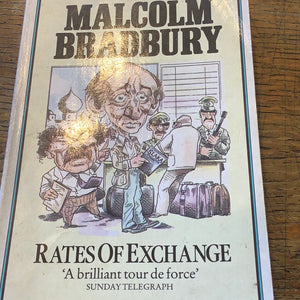 MALCOLM
BRADBURY
RATES OF EXCHANGE
'A brilliant tour de force'
SUNDAY TELEGRAPH